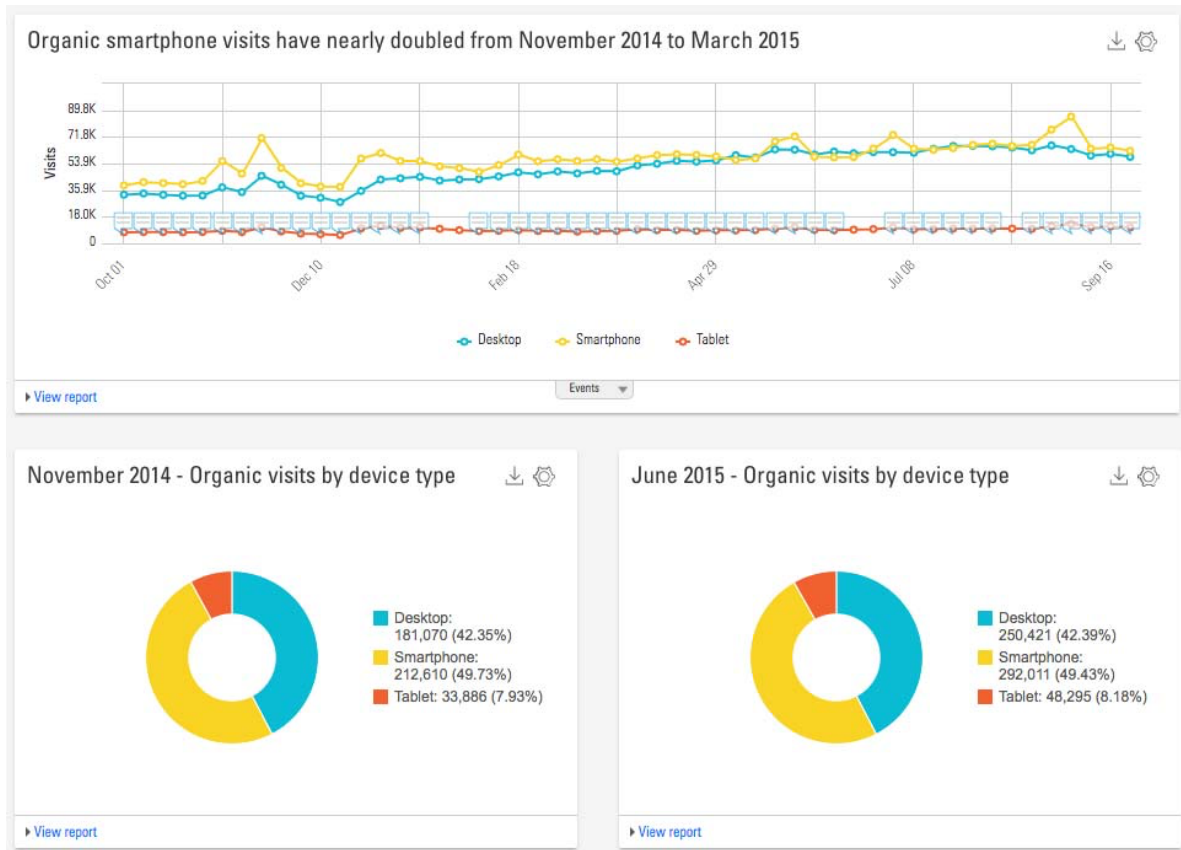 Organic smartphone visits have nearly doubled from November 2014 to March 2015
Visits
89.8K
71.8K
53.9K
35.9K
18.0K
0
Oct 01
Dec 10
Feb 18
Apr 29
Jul 08
Sep 16
Desktop
Smartphone
Tablet
Events
View report
November 2014 - Organic visits by device type
Desktop:
181,070 (42.35%)
Smartphone:
212,610 (49.73%)
Tablet: 33,886 (7.93%)
View report
June 2015 - Organic visits by device type
Desktop:
250,421 (42.39%)
Smartphone:
292,011 (49.43%)
Tablet: 48,295 (8.18%)
View report